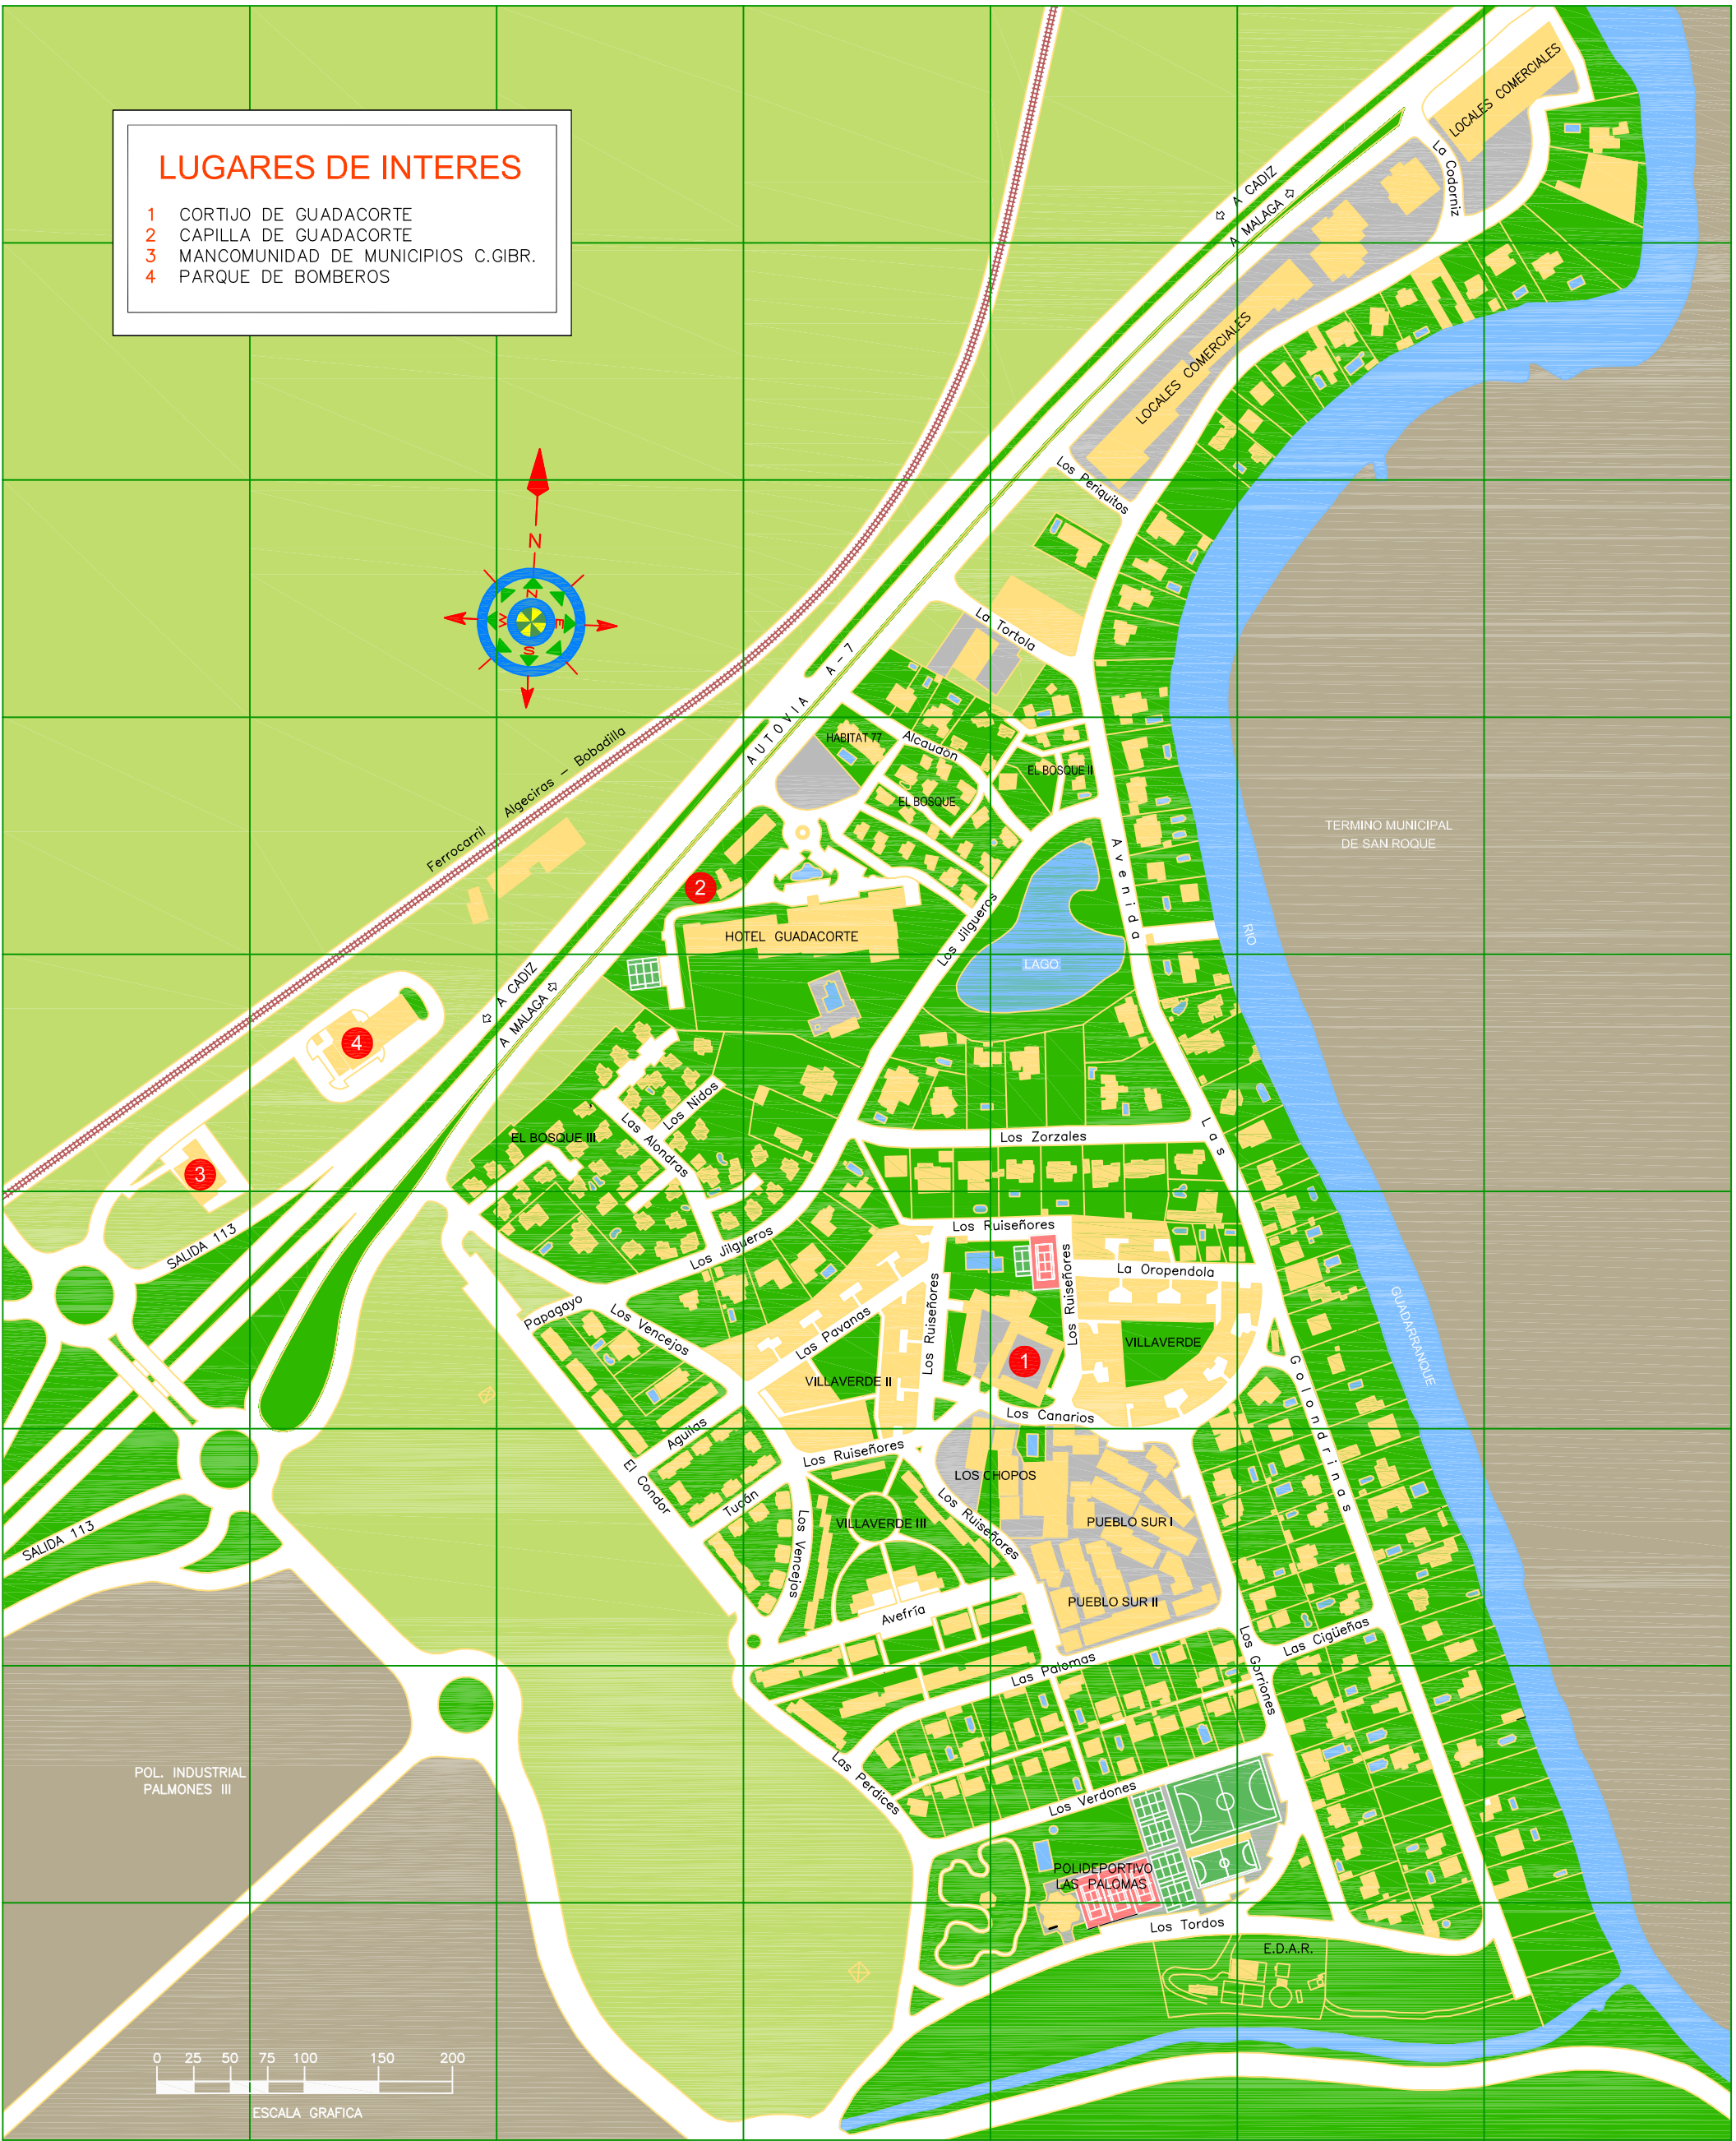 LUGARES DE INTERES
1 CORTIJO DE GUADACORTE
2 CAPILLA DE GUADACORTE
3 MANCOMUNIDAD DE MUNICIPIOS C.GIBR.
4 PARQUE DE BOMBEROS
LOCALES COMERCIALES
La Codorniz
A CADIZ
A MALAGA
LOCALES COMERCIALES
Los Periquitos
N
N
W
E
S
La Tortola
AUTOVIA A-7
HABITAT 77
Alcaudon
EL BOSQUE II
EL BOSQUE
Ferrocarril Algeciras - Bobadilla
TERMINO MUNICIPAL
DE SAN ROQUE
Avenida
2
HOTEL GUADACORTE
Los Jilgueros
RIO
LAGO
A CADIZ
A MALAGA
4
Los Nidos
Las Alondras
EL BOSQUE III
Los Zorzales
Las
3
SALIDA 113
Los Ruiseñores
Los Jilgueros
La Oropendola
Los Ruiseñores
Los Ruiseñores
GUADARRANQUE
Papagayo
Los Vencejos
Las Pavanas
VILLAVERDE
1
VILLAVERDE II
Golondrinas
Los Canarios
Aguilas
Los Ruiseñores
El Condor
LOS CHOPOS
Tucán
Los Ruiseñores
VILLAVERDE III
PUEBLO SUR I
SALIDA 113
Los Vencejos
PUEBLO SUR II
Avefría
Las Cigüeñas
Los Gorriones
Las Palomas
POL. INDUSTRIAL
PALMONES III
Las Perdices
Los Verdones
POLIDEPORTIVO
LAS PALOMAS
Los Tordos
E.D.A.R.
0 25 50 75 100 150 200
ESCALA GRAFICA